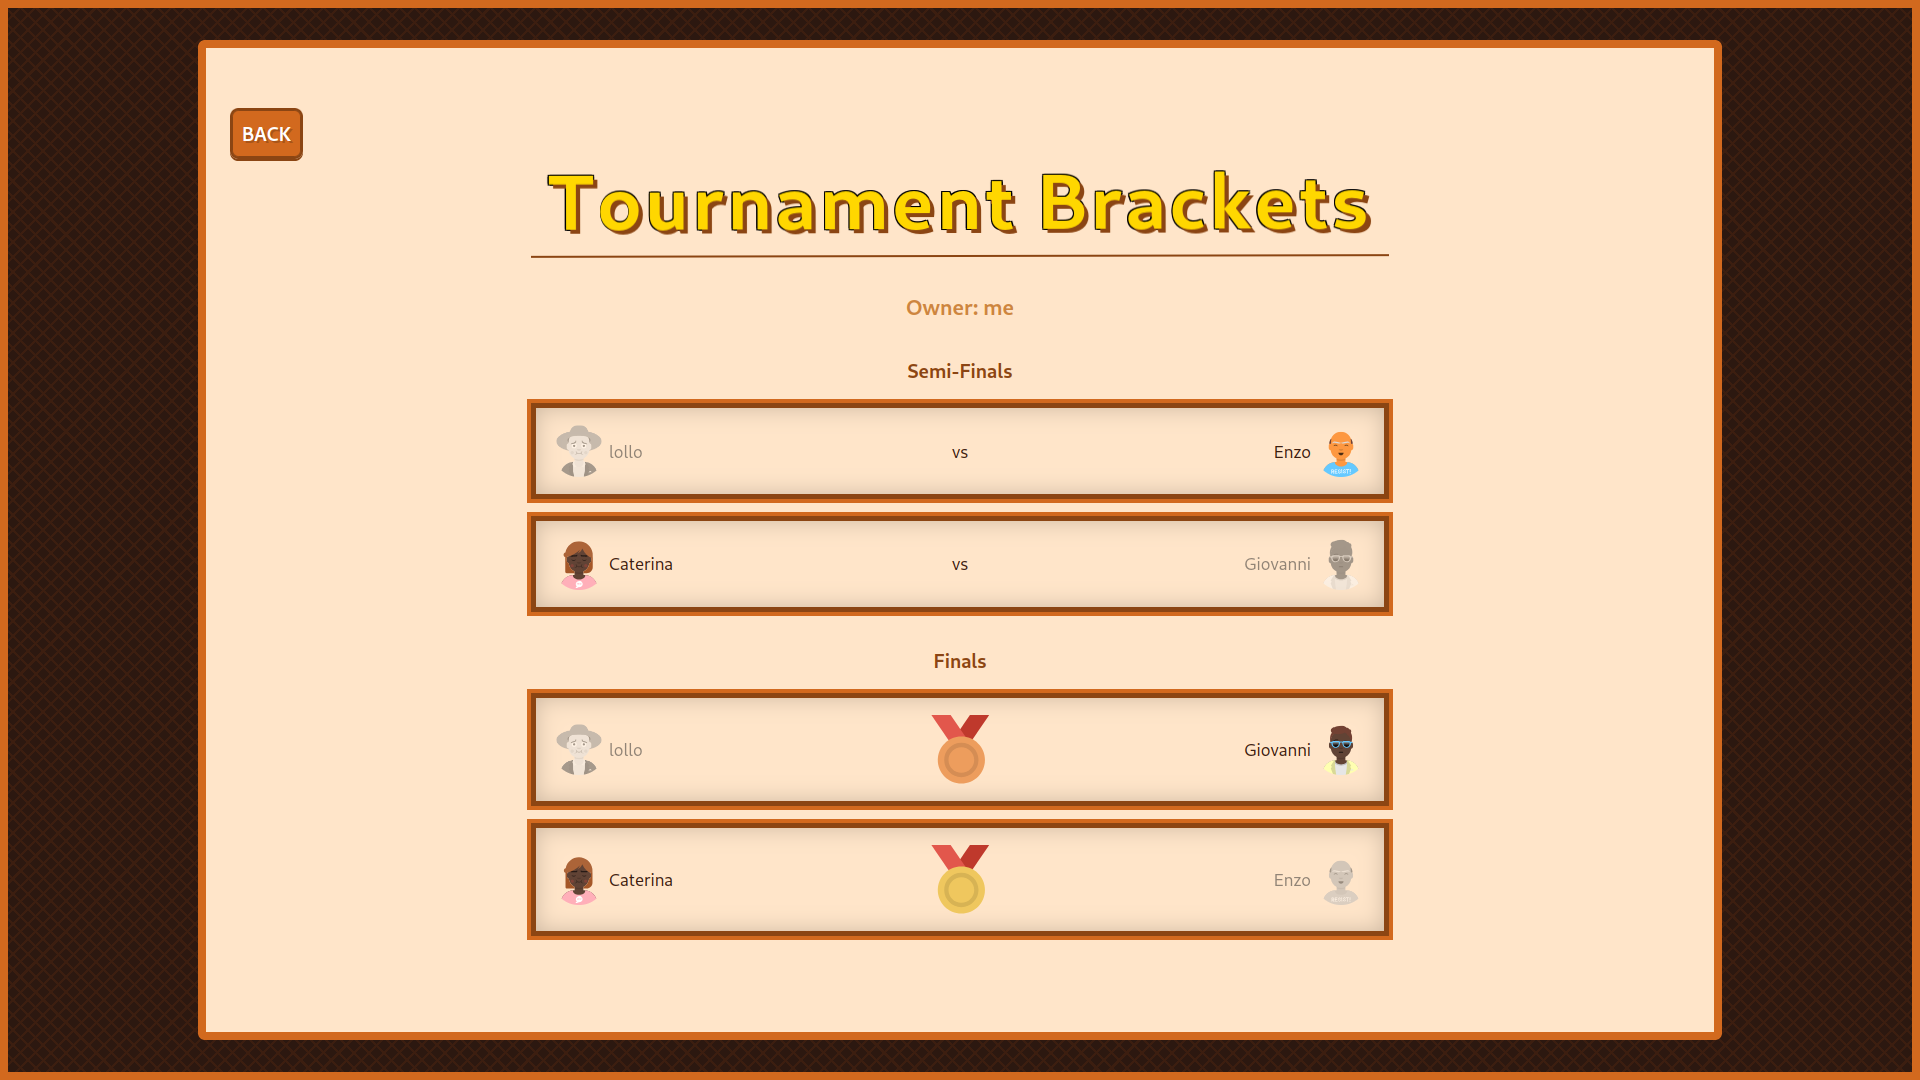 BACK
Tournament Brackets
Owner: me
Semi-Finals
lollo vs Enzo
Caterina vs Giovanni
Finals
lollo Giovanni
Caterina Enzo